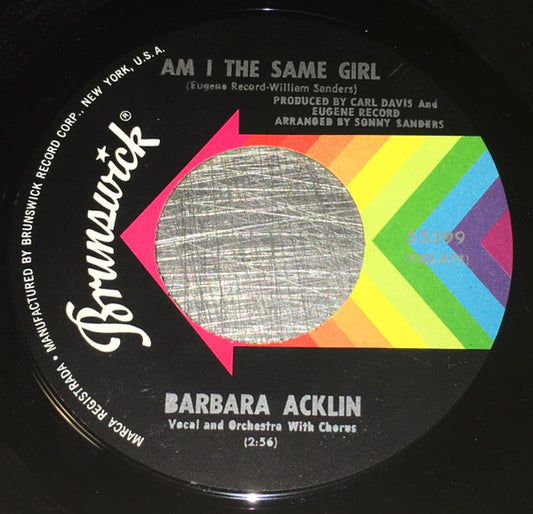 AM I THE SAME GIRL
(Eugene Record-William Sanders)
PRODUCED BY CARL DAVIS And
EUGENE RECORD
ARRANGED BY SONNY SANDERS
Brunswick®
MARCA REGISTRADA • MANUFACTURED BY BRUNSWICK RECORD CORP., NEW YORK, U.S.A.
55399
BARBARA ACKLIN
Vocal and Orchestra With Chorus
(2:56)